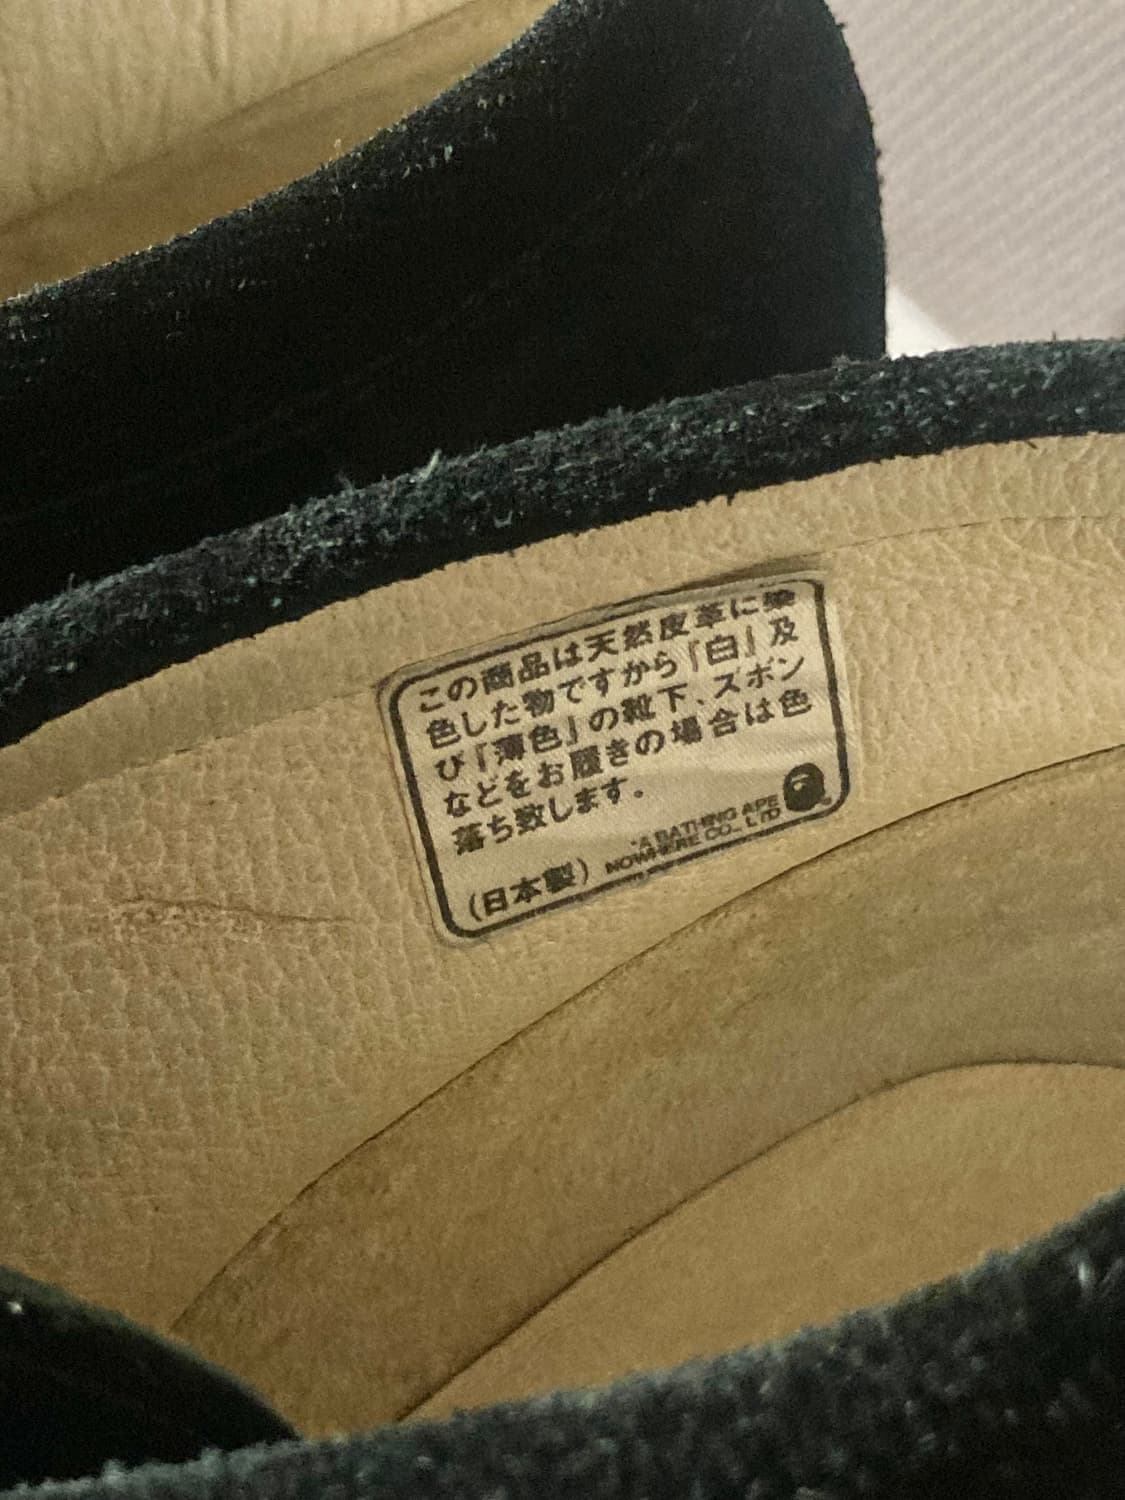 この商品は天然皮革に染
色した物ですから『白』及
び『薄色』の靴下、ズボン
などをお履きの場合は色
落ち致します。
A BATHING APE
(日本製) NOWHERE CO., LTD